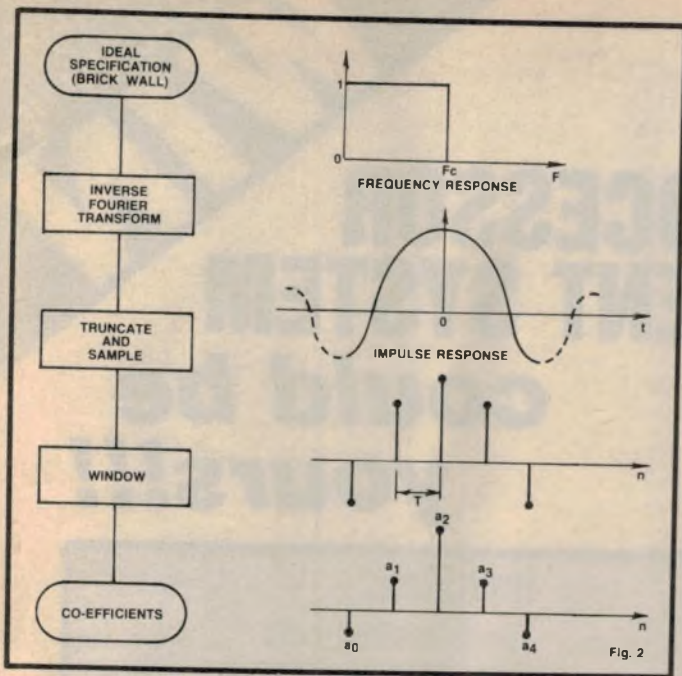 IDEAL
SPECIFICATION
(BRICK WALL)
INVERSE
FOURIER
TRANSFORM
TRUNCATE
AND
SAMPLE
WINDOW
CO-EFFICIENTS
1
0
Fc
F
FREQUENCY RESPONSE
0
t
IMPULSE RESPONSE
n
T
a2
a1
a3
n
a0
a4
Fig. 2